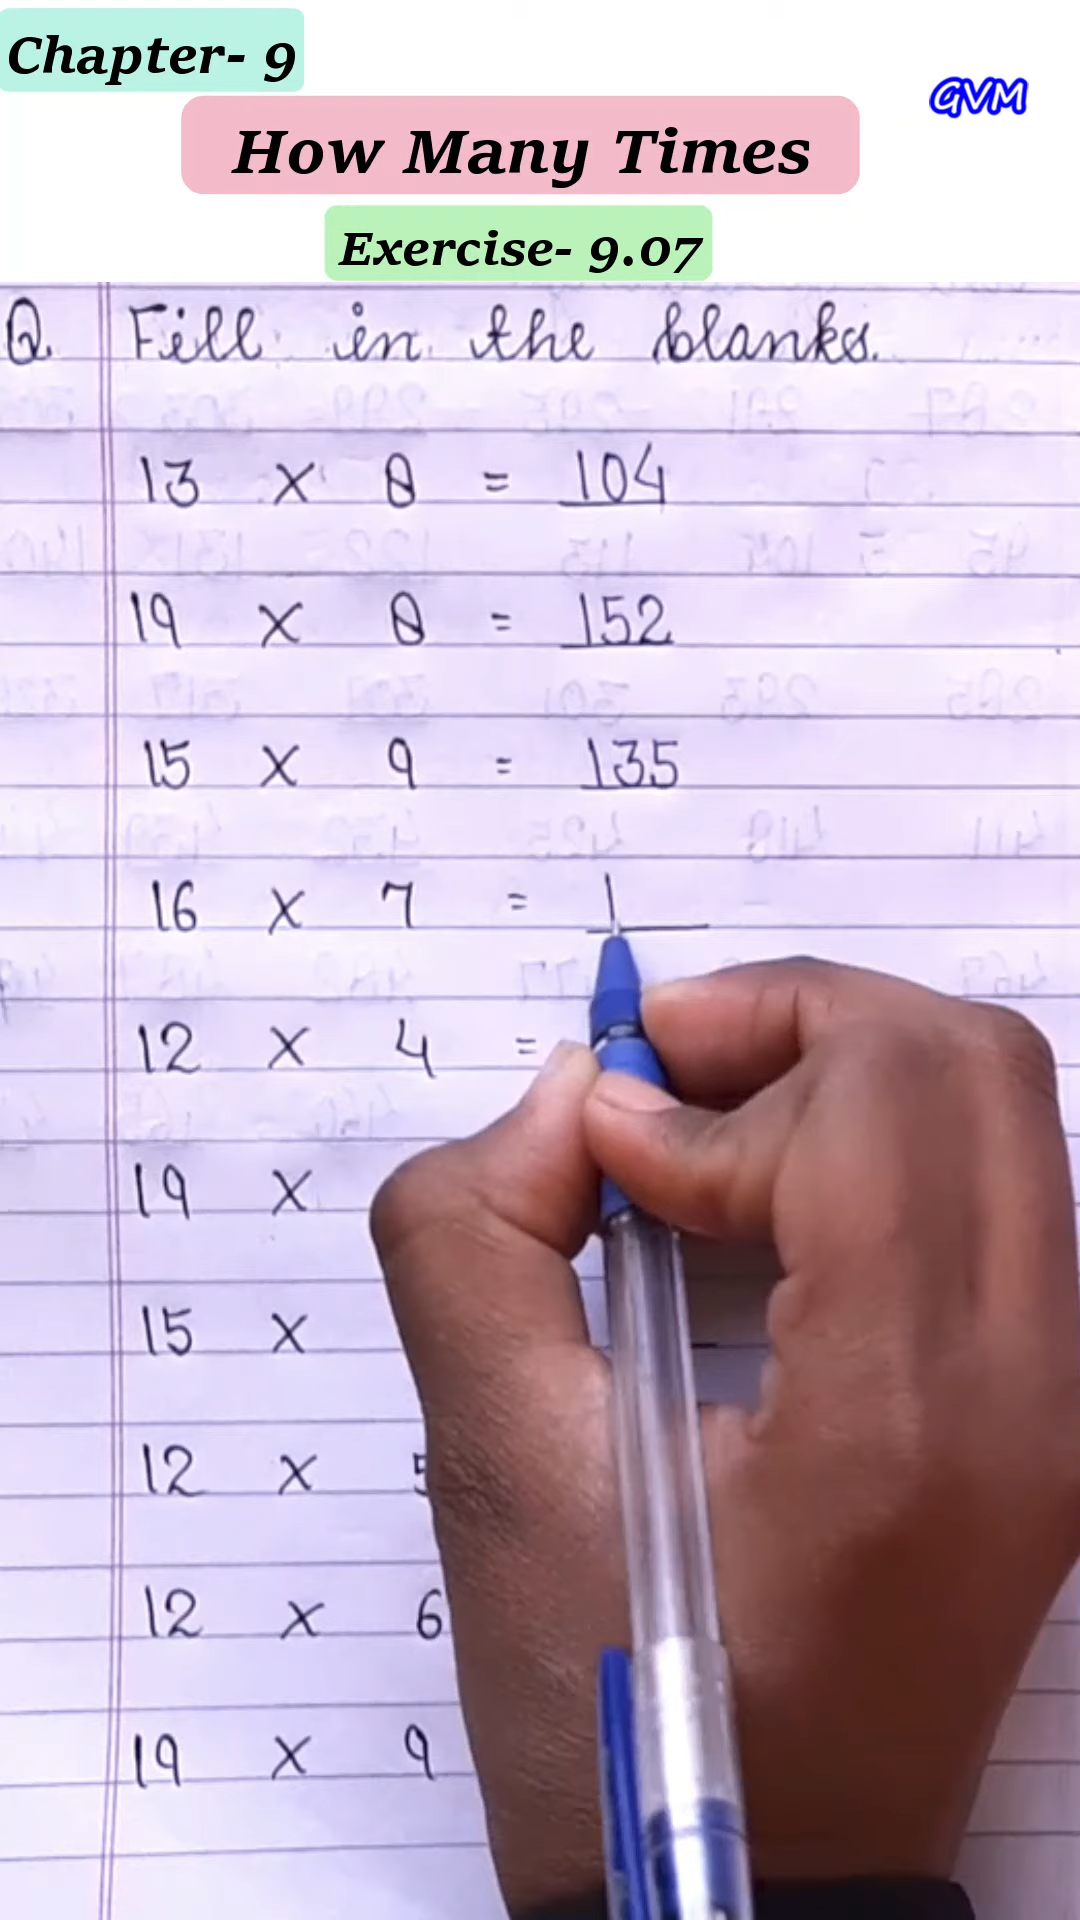 Chapter- 9
GVM
How Many Times
Exercise- 9.07
Q. Fill in the blanks.
13 × 8 = 104
19 × 8 = 152
15 × 9 = 135
16 × 7 = 1
12 × 4 =
19 ×
15 ×
12 × 5
12 × 6
19 × 9